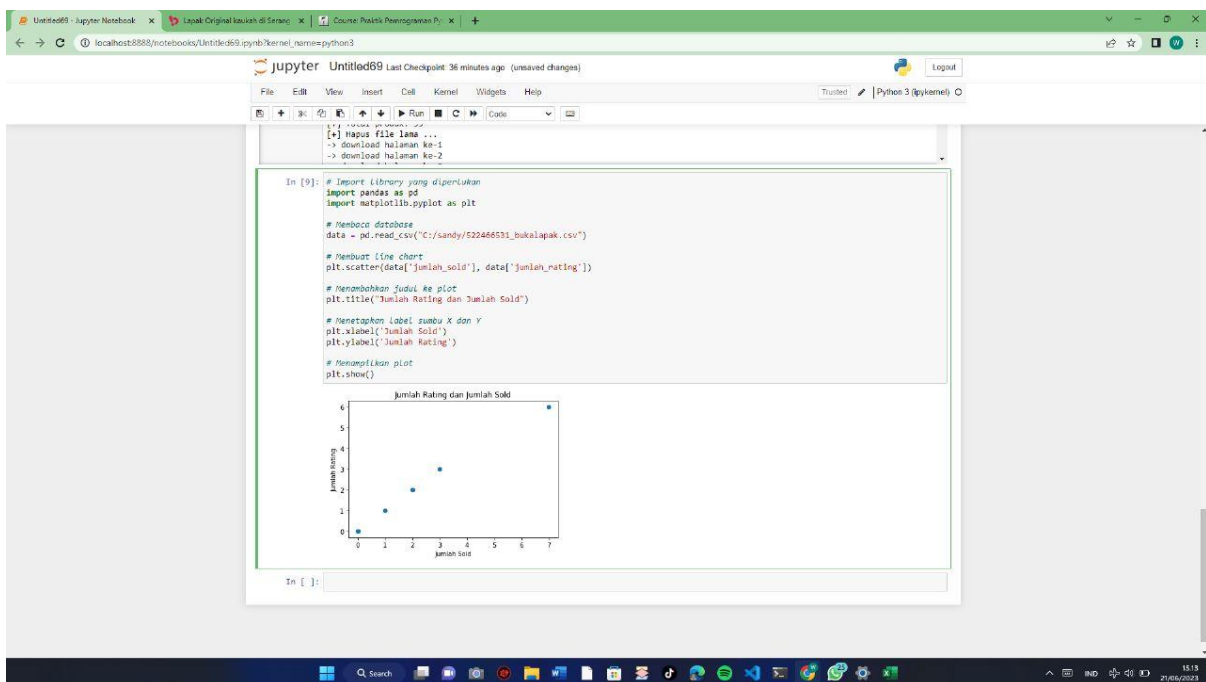 Untitled69 - Jupyter Notebook
Lapak Original kaukah di Serang
Course: Praktik Pemrograman Py
localhost:8888/notebooks/Untitled69.ipynb?kernel_name=python3
W
jupyter Untitled69 Last Checkpoint: 36 minutes ago (unsaved changes)
Logout
File Edit View Insert Cell Kernel Widgets Help
Trusted Python 3 (ipykernel)
Run Code
[+] Hapus file lama ...
-> download halaman ke-1
-> download halaman ke-2
In [9]: # Import Library yang diperlukan
import pandas as pd
import matplotlib.pyplot as plt
# Membaca database
data = pd.read_csv("C:/sandy/522466531_bukalapak.csv")
# Membuat line chart
plt.scatter(data['jumlah_sold'], data['jumlah_rating'])
# Menambahkan judul ke plot
plt.title("Jumlah Rating dan Jumlah Sold")
# Menetapkan label sumbu X dan Y
plt.xlabel('Jumlah Sold')
plt.ylabel('Jumlah Rating')
# Menampilkan plot
plt.show()
Jumlah Rating dan Jumlah Sold
6
5
4
3
2
1
0
Jumlah Rating
0 1 2 3 4 5 6 7
Jumlah Sold
In [ ]:
Search
25
IND
13.13
21/06/2023